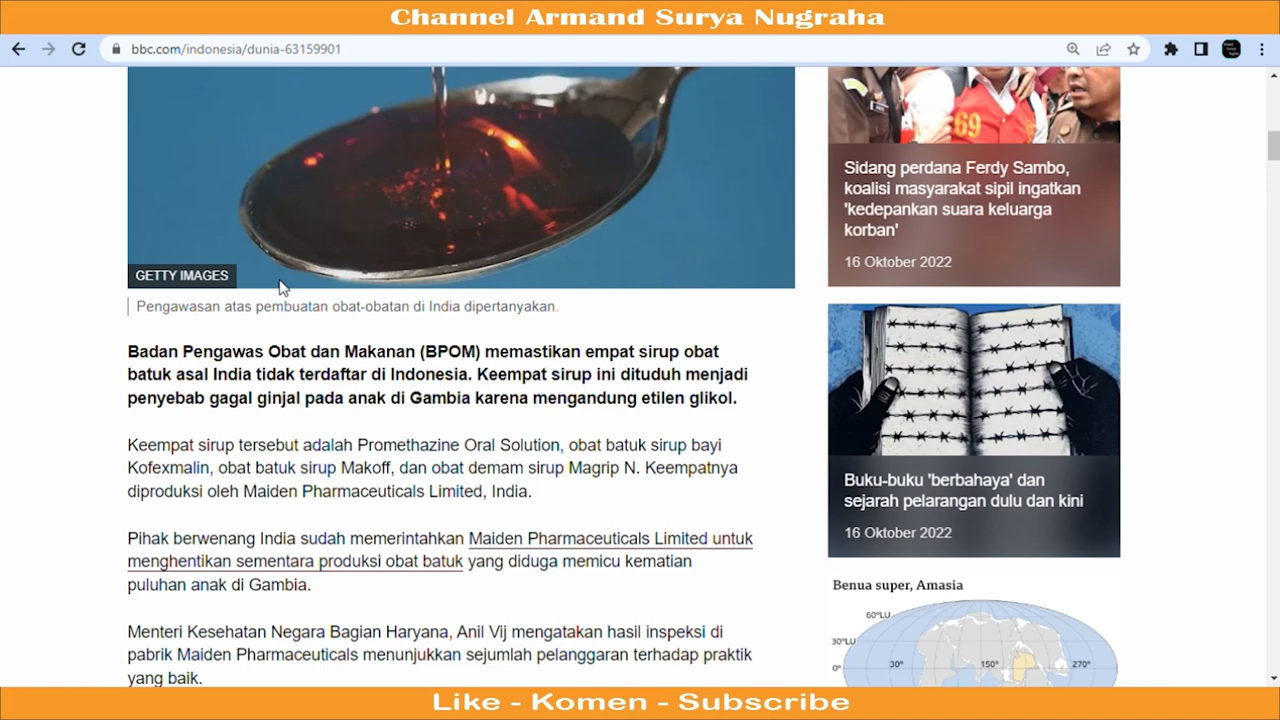 Channel Armand Surya Nugraha
bbc.com/indonesia/dunia-63159901
GETTY IMAGES
Pengawasan atas pembuatan obat-obatan di India dipertanyakan.
Badan Pengawas Obat dan Makanan (BPOM) memastikan empat sirup obat
batuk asal India tidak terdaftar di Indonesia. Keempat sirup ini dituduh menjadi
penyebab gagal ginjal pada anak di Gambia karena mengandung etilen glikol.
Keempat sirup tersebut adalah Promethazine Oral Solution, obat batuk sirup bayi
Kofexmalin, obat batuk sirup Makoff, dan obat demam sirup Magrip N. Keempatnya
diproduksi oleh Maiden Pharmaceuticals Limited, India.
Pihak berwenang India sudah memerintahkan Maiden Pharmaceuticals Limited untuk
menghentikan sementara produksi obat batuk yang diduga memicu kematian
puluhan anak di Gambia.
Menteri Kesehatan Negara Bagian Haryana, Anil Vij mengatakan hasil inspeksi di
pabrik Maiden Pharmaceuticals menunjukkan sejumlah pelanggaran terhadap praktik
yang baik.
69
Sidang perdana Ferdy Sambo,
koalisi masyarakat sipil ingatkan
'kedepankan suara keluarga
korban'
16 Oktober 2022
Buku-buku 'berbahaya' dan
sejarah pelarangan dulu dan kini
16 Oktober 2022
Benua super, Amasia
60°LU
30°LU
0°
30°
150°
270°
Like - Komen - Subscribe